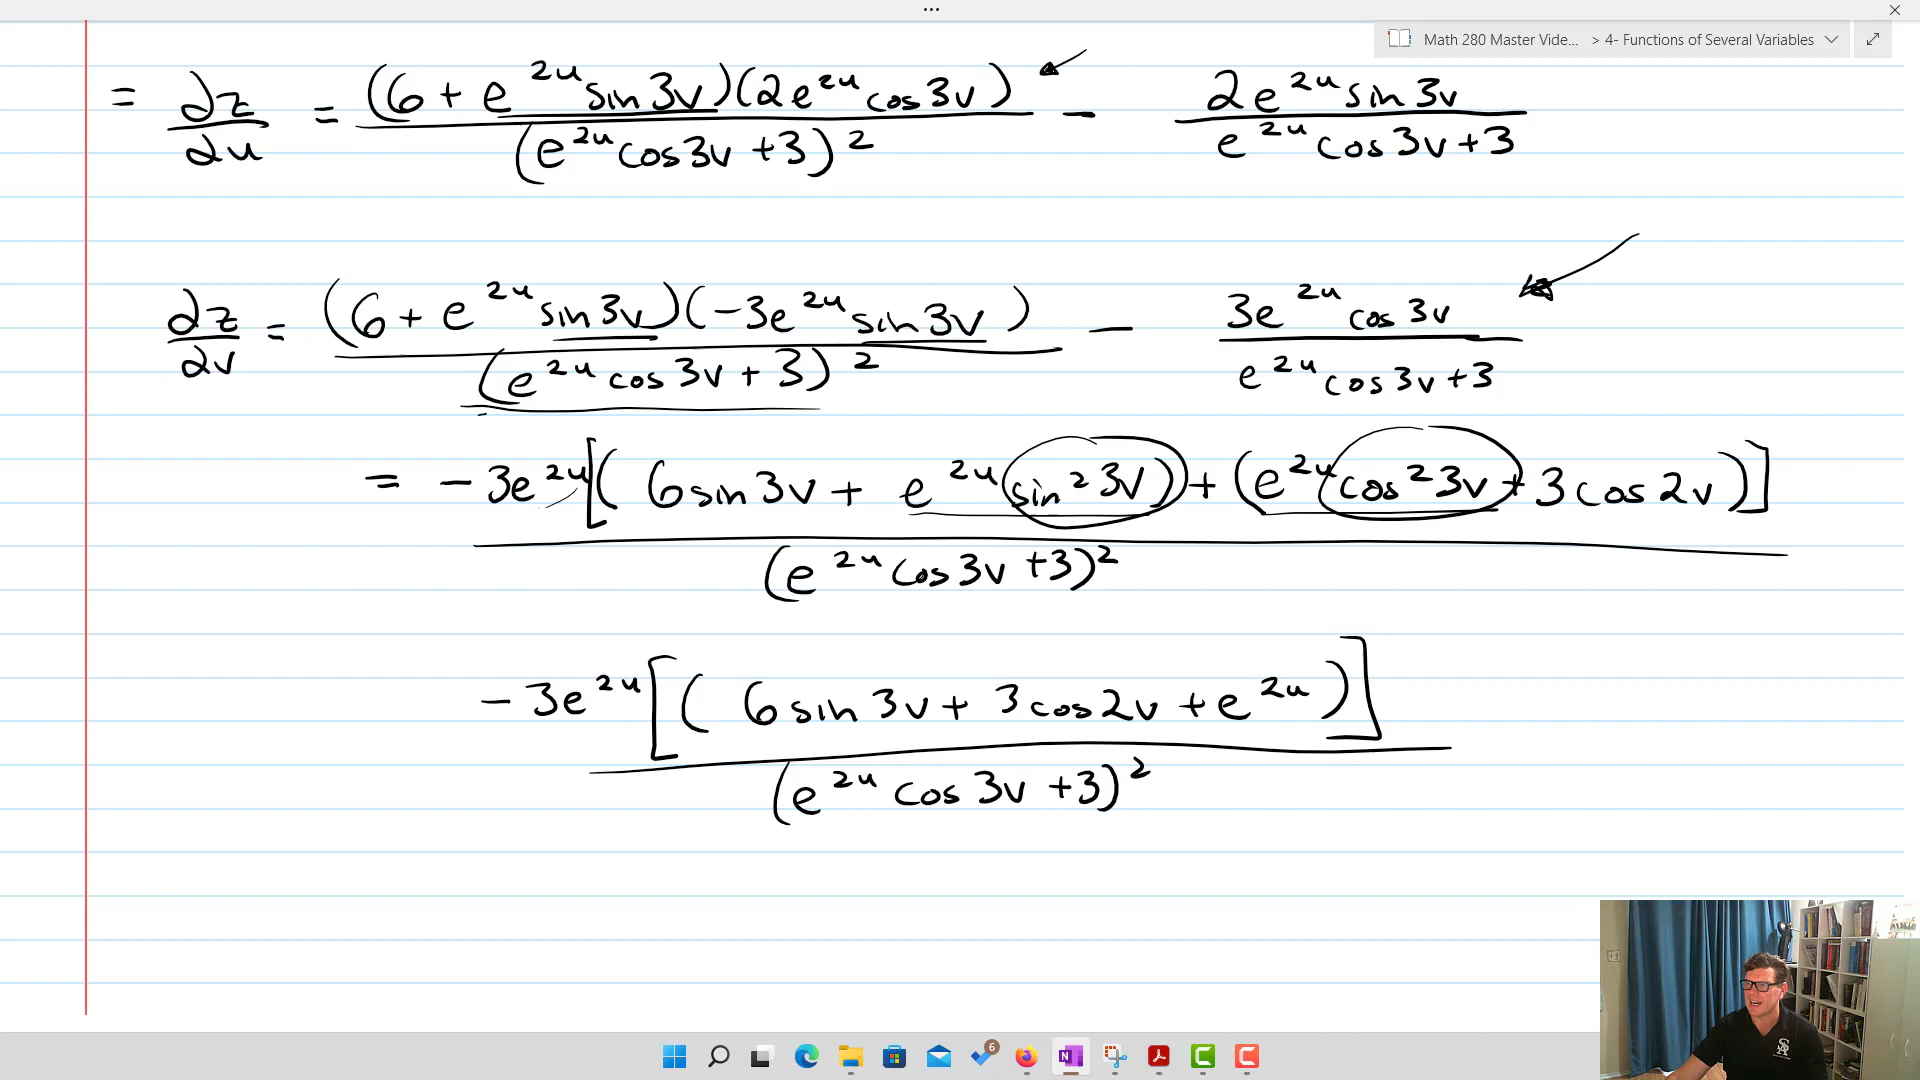 Math 280 Master Vide... > 4- Functions of Several Variables
= ∂z/∂u = (6 + e^2u sin 3v)(2e^2u cos 3v) / (e^2u cos 3v + 3)^2 - 2e^2u sin 3v / e^2u cos 3v + 3
∂z/∂v = (6 + e^2u sin 3v)(-3e^2u sin 3v) / (e^2u cos 3v + 3)^2 - 3e^2u cos 3v / e^2u cos 3v + 3
= -3e^2u [( 6 sin 3v + e^2u sin^2 3v) + (e^2u cos^2 3v + 3 cos 2v)] / (e^2u cos 3v + 3)^2
-3e^2u [( 6 sin 3v + 3 cos 2v + e^2u )] / (e^2u cos 3v + 3)^2
6